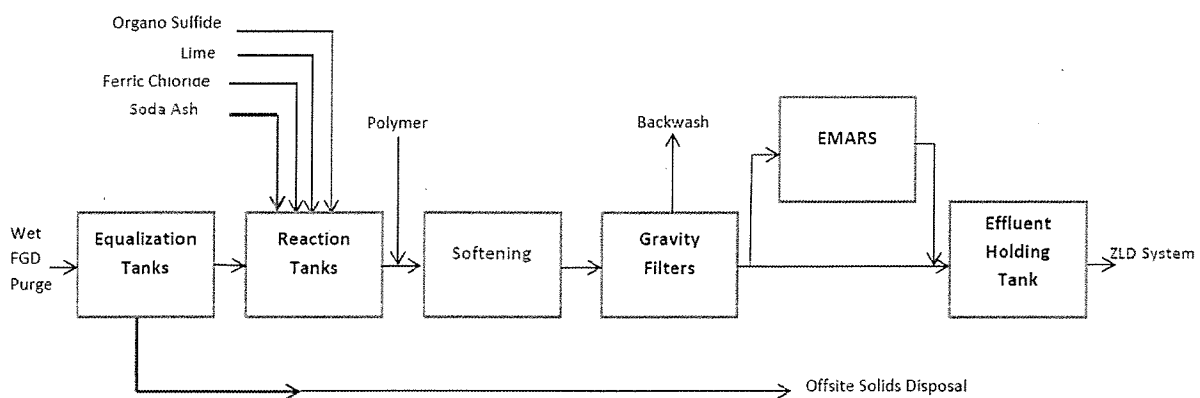 Organo Sulfide
Lime
Ferric Chloride
Soda Ash
Polymer
Backwash
EMARS
Wet
FGD
Purge
Equalization
Tanks
Reaction
Tanks
Softening
Gravity
Filters
Effluent
Holding
Tank
ZLD System
Offsite Solids Disposal